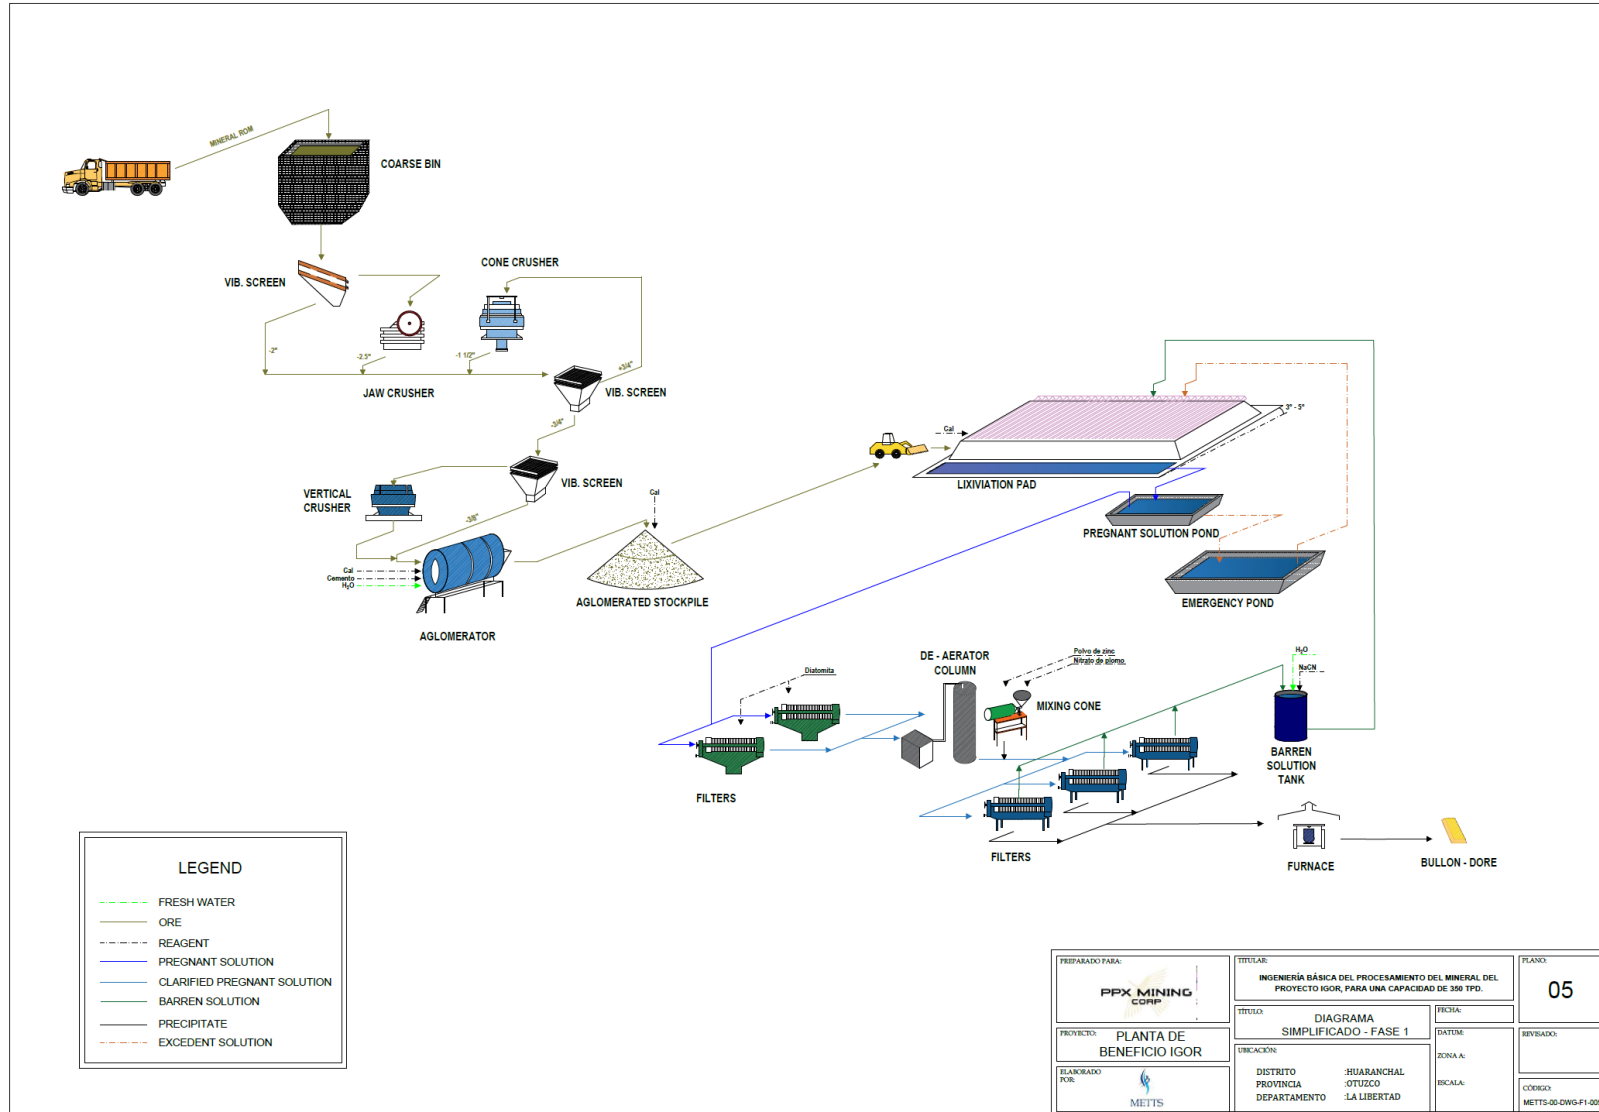 MINERAL ROM
COARSE BIN
CONE CRUSHER
VIB. SCREEN
-2"
-2.5"
-1 1/2"
+3/4"
JAW CRUSHER
VIB. SCREEN
-3/4"
VIB. SCREEN
VERTICAL
CRUSHER
-3/8"
Cal
Cal
Cemento
H2O
AGLOMERATED STOCKPILE
AGLOMERATOR
Cal
3° - 5°
LIXIVIATION PAD
PREGNANT SOLUTION POND
EMERGENCY POND
DE - AERATOR
COLUMN
Polvo de zinc
Nitrato de plomo
Diatomita
MIXING CONE
H2O
NaCN
BARREN
SOLUTION
TANK
FILTERS
FILTERS
FURNACE
BULLON - DORE
LEGEND
FRESH WATER
ORE
REAGENT
PREGNANT SOLUTION
CLARIFIED PREGNANT SOLUTION
BARREN SOLUTION
PRECIPITATE
EXCEDENT SOLUTION
PREPARADO PARA:
PPX MINING
CORP
TITULAR:
INGENIERÍA BÁSICA DEL PROCESAMIENTO DEL MINERAL DEL
PROYECTO IGOR, PARA UNA CAPACIDAD DE 350 TPD.
PLANO:
05
TÍTULO:
DIAGRAMA
SIMPLIFICADO - FASE 1
FECHA:
PROYECTO:
PLANTA DE
BENEFICIO IGOR
DATUM:
ZONA A:
REVISADO:
UBICACIÓN:
DISTRITO :HUARANCHAL
PROVINCIA :OTUZCO
DEPARTAMENTO :LA LIBERTAD
ESCALA:
ELABORADO
POR:
METTS
CÓDIGO:
METTS-00-DWG-F1-005